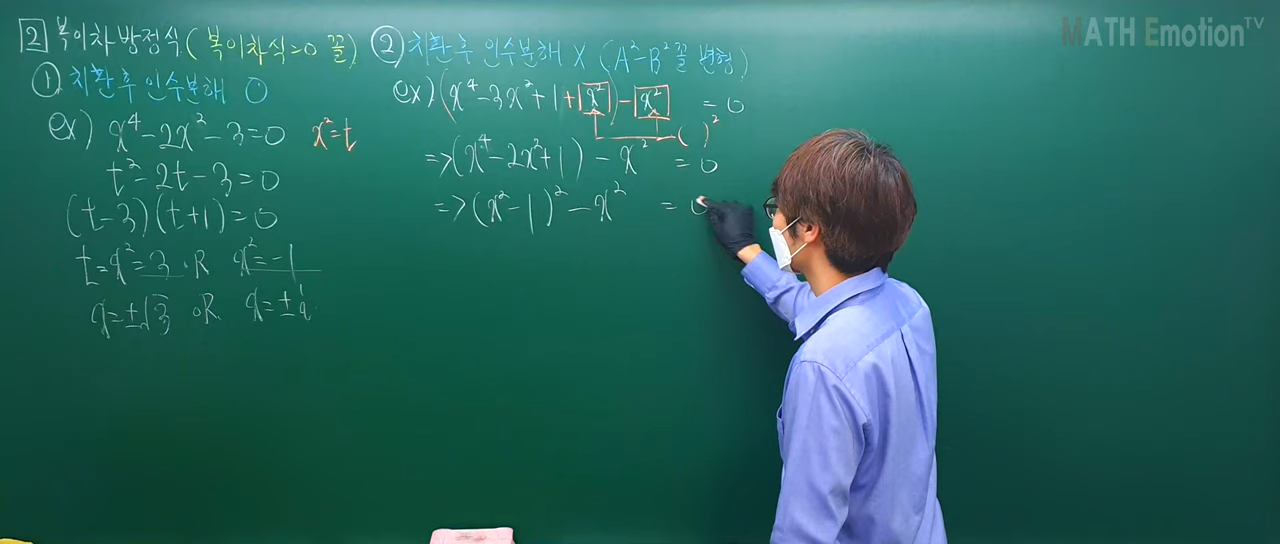 MATH Emotion TV
2 복이차방정식 (복이차식=0 꼴)
① 치환후 인수분해 O
ex) x⁴-2x²-3=0 x²=t
t²-2t-3=0
(t-3)(t+1)=0
t=x²=3 OR x²=-1
x=±√3 OR x=±i
② 치환후 인수분해 X (A²-B²꼴 변형)
ex) (x⁴-3x²+1+x²)-x² =0
( )²
=>(x⁴-2x²+1)-x² =0
=>(x²-1)²-x² =0